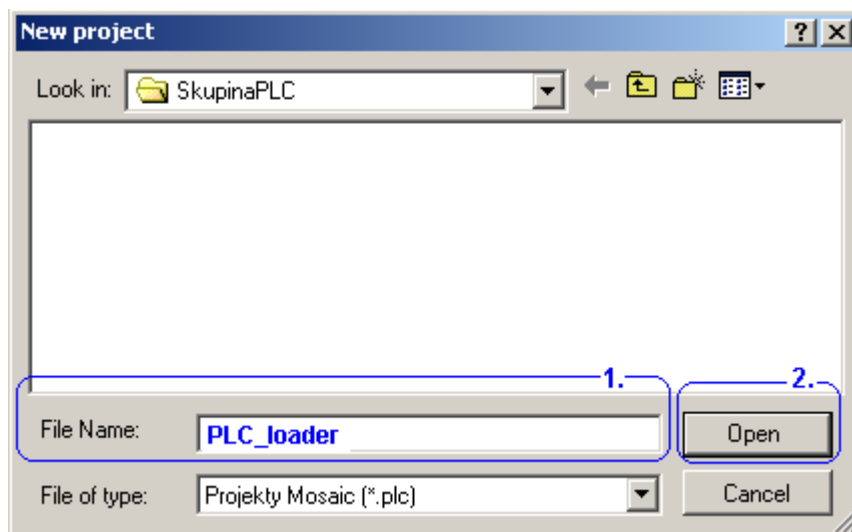 New project
Look in: SkupinaPLC
1. 2.
File Name: PLC_loader Open
File of type: Projekty Mosaic (*.plc) Cancel